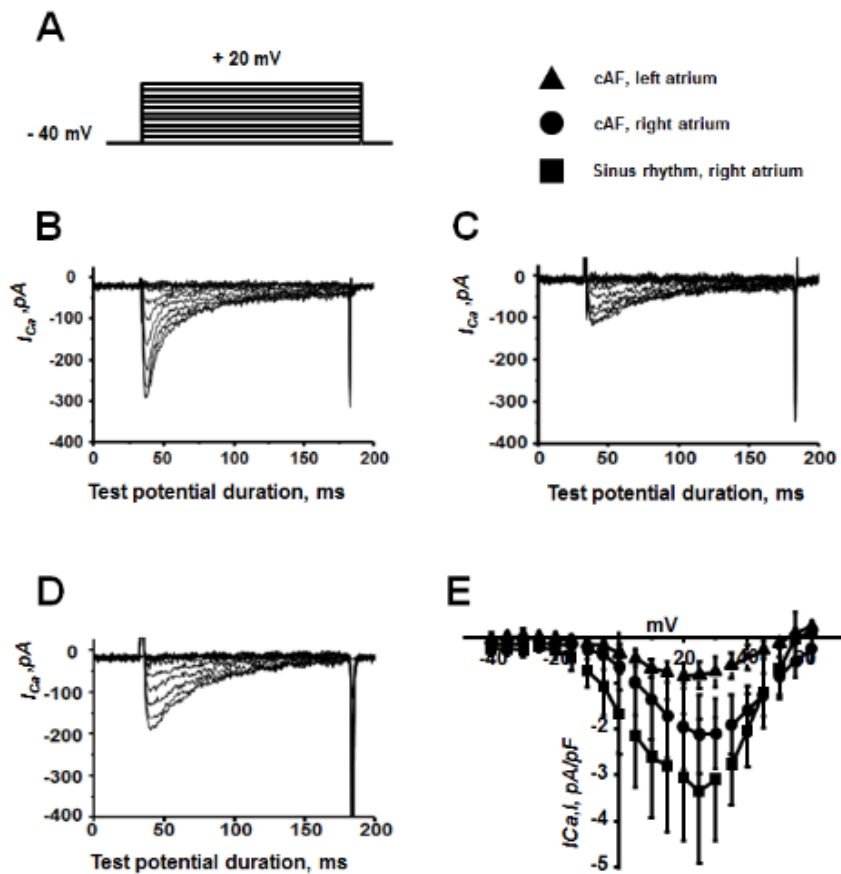 A
+ 20 mV
- 40 mV
cAF, left atrium
cAF, right atrium
Sinus rhythm, right atrium
B
ICa ,pA
0
-100
-200
-300
-400
0 50 100 150 200
Test potential duration, ms
C
ICa ,pA
0
-100
-200
-300
-400
0 50 100 150 200
Test potential duration, ms
D
ICa ,pA
0
-100
-200
-300
-400
0 50 100 150 200
Test potential duration, ms
E
mV
-40 -20 20
-2
-3
-4
-5
ICa,l, pA/pF